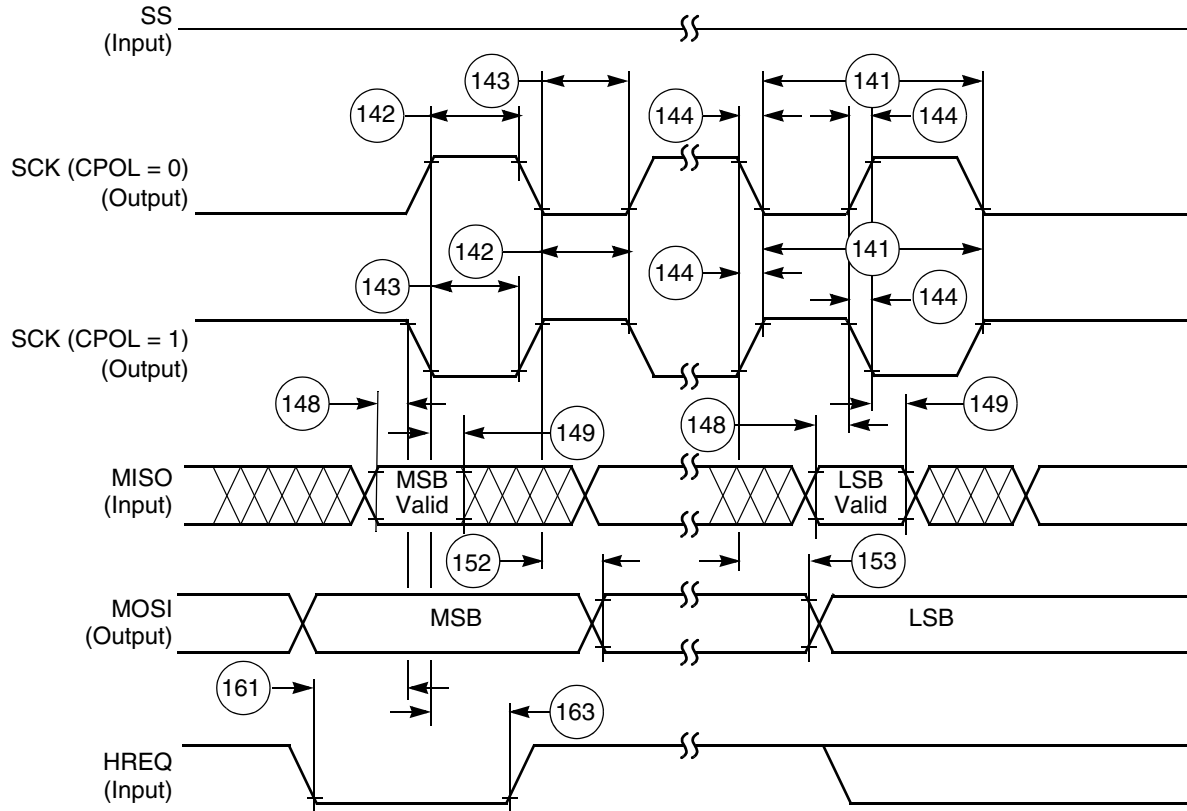 SS
(Input)
143
141
142
144
144
SCK (CPOL = 0)
(Output)
142
141
143
144
144
SCK (CPOL = 1)
(Output)
148
149
148
149
MISO
(Input)
MSB
Valid
LSB
Valid
152
153
MOSI
(Output)
MSB
LSB
161
163
HREQ
(Input)